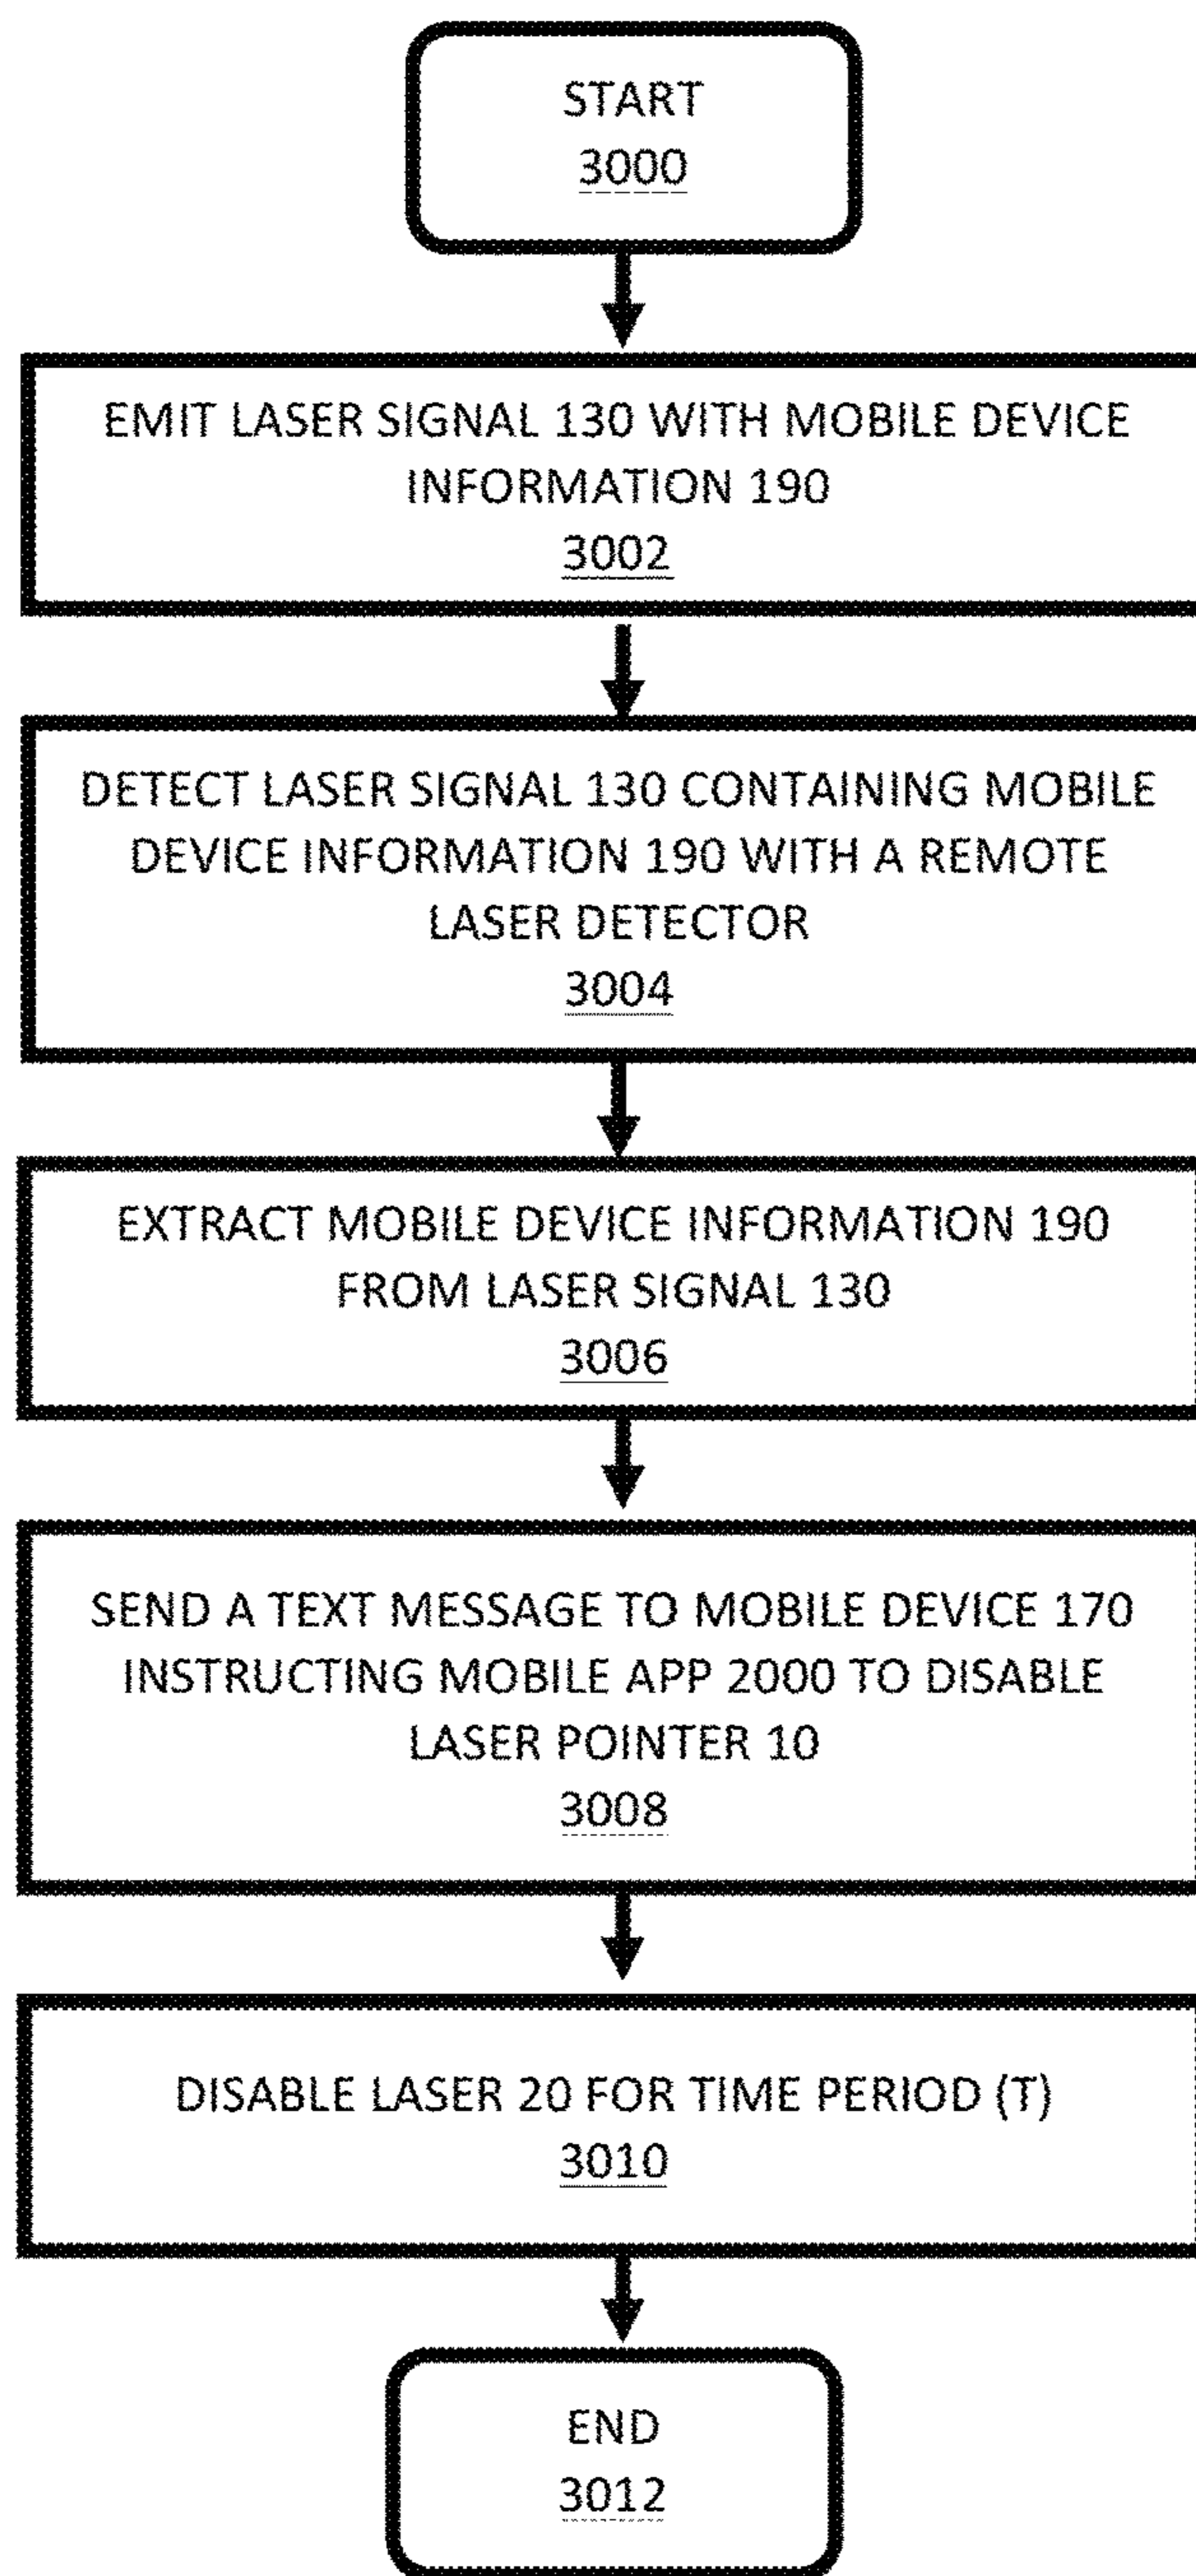 START
3000
EMIT LASER SIGNAL 130 WITH MOBILE DEVICE
INFORMATION 190
3002
DETECT LASER SIGNAL 130 CONTAINING MOBILE
DEVICE INFORMATION 190 WITH A REMOTE
LASER DETECTOR
3004
EXTRACT MOBILE DEVICE INFORMATION 190
FROM LASER SIGNAL 130
3006
SEND A TEXT MESSAGE TO MOBILE DEVICE 170
INSTRUCTING MOBILE APP 2000 TO DISABLE
LASER POINTER 10
3008
DISABLE LASER 20 FOR TIME PERIOD (T)
3010
END
3012